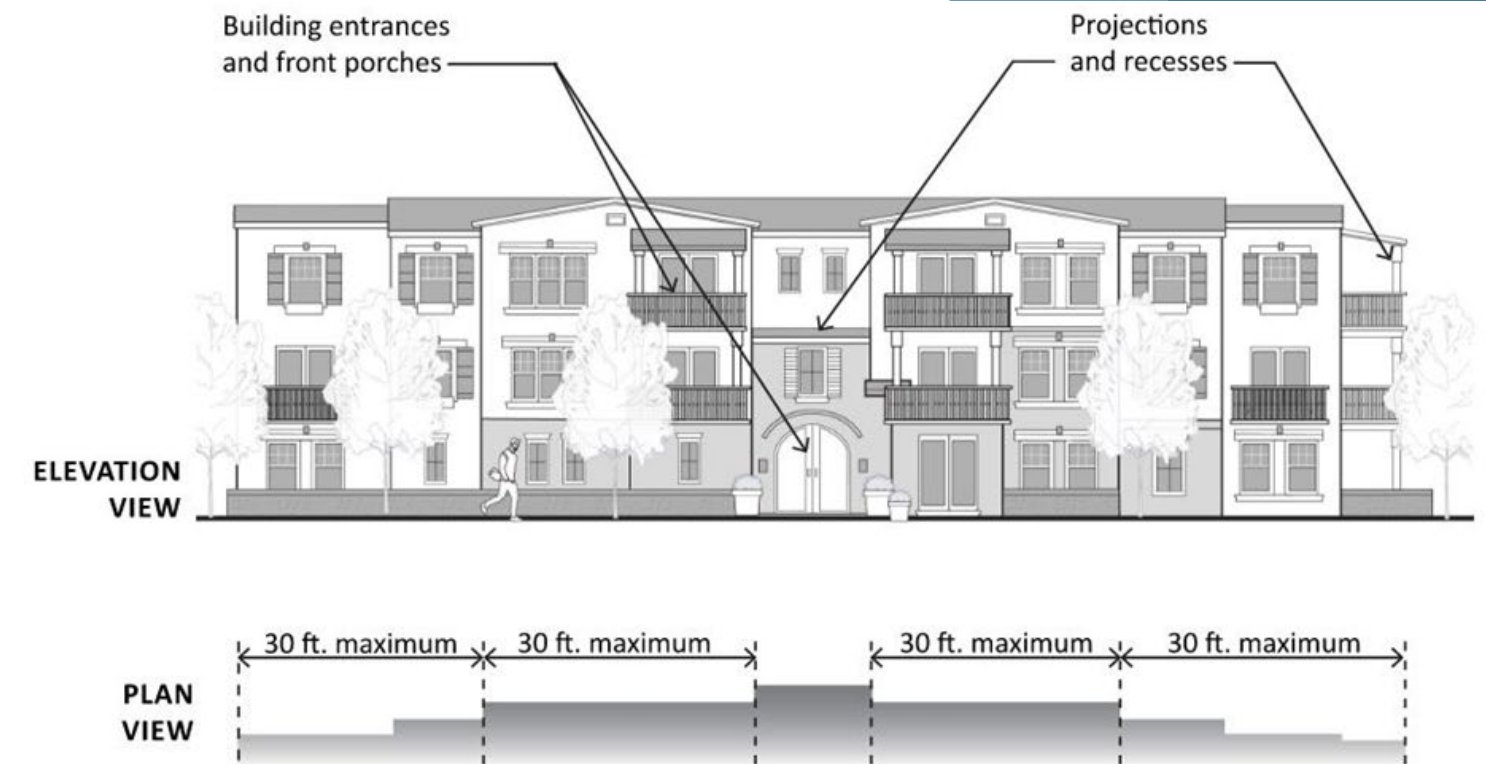 Building entrances
and front porches
Projections
and recesses
ELEVATION
VIEW
30 ft. maximum
30 ft. maximum
30 ft. maximum
30 ft. maximum
PLAN
VIEW